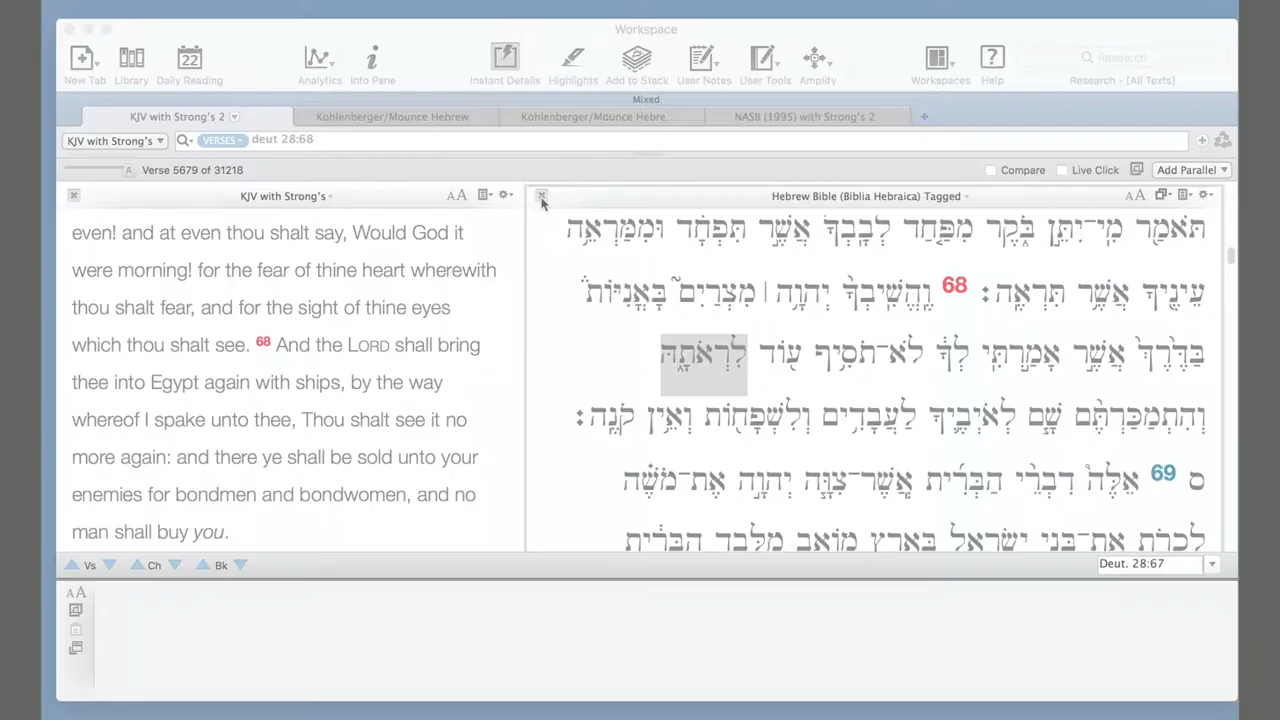 Workspace
New Tab
Library
22
Daily Reading
Analytics
Info Pane
Instant Details
Highlights
Add to Stack
User Notes
User Tools
Amplify
Workspaces
Help
Research
Research - [All Texts]
Mixed
KJV with Strong's 2
Kohlenberger/Mounce Hebrew
Kohlenberger/Mounce Hebre...
NASB (1995) with Strong's 2
KJV with Strong's
VERSES
deut 28:68
Verse 5679 of 31218
Compare
Live Click
Add Parallel
KJV with Strong's
even! and at even thou shalt say, Would God it
were morning! for the fear of thine heart wherewith
thou shalt fear, and for the sight of thine eyes
which thou shalt see. 68 And the LORD shall bring
thee into Egypt again with ships, by the way
whereof I spake unto thee, Thou shalt see it no
more again: and there ye shall be sold unto your
enemies for bondmen and bondwomen, and no
man shall buy you.
Hebrew Bible (Biblia Hebraica) Tagged
תֹּאמַר מִֽי־יִתֵּן בֹּקֶר מִפַּחַד לְבָבְךָ אֲשֶׁר תִּפְחָד וּמִמַּרְאֵה
עֵינֶיךָ אֲשֶׁר תִּרְאֶה׃ 68 וֶהֱשִֽׁיבְךָ יְהוָה ׀ מִצְרַיִם בָּאֳנִיּוֹת
בַּדֶּרֶךְ אֲשֶׁר אָמַרְתִּי לְךָ לֹא־תֹסִיף עוֹד לִרְאֹתָהּ
וְהִתְמַכַּרְתֶּם שָׁם לְאֹיְבֶיךָ לַעֲבָדִים וְלִשְׁפָחוֹת וְאֵין קֹנֶה׃
ס 69 אֵלֶּה דִבְרֵי הַבְּרִית אֲשֶׁר־צִוָּה יְהוָה אֶת־מֹשֶׁה
לִכְרֹת אֶת־בְּנֵי יִשְׂרָאֵל בְּאֶרֶץ מוֹאָב מִלְּבַד הַבְּרִית
Vs
Ch
Bk
Deut. 28:67